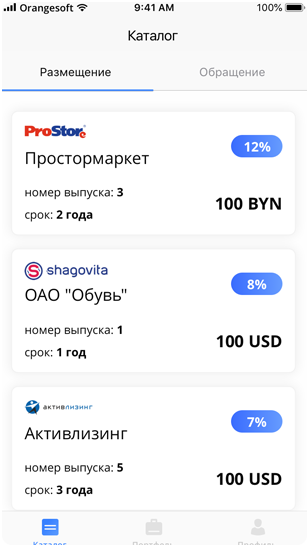 Orangesoft 9:41 AM 100%
Каталог
Размещение Обращение
ProStore
12%
Простормаркет
номер выпуска: 3
100 BYN
срок: 2 года
shagovita
8%
ОАО "Обувь"
номер выпуска: 1
100 USD
срок: 1 год
активлизинг
7%
Активлизинг
номер выпуска: 5
100 USD
срок: 3 года
Каталог